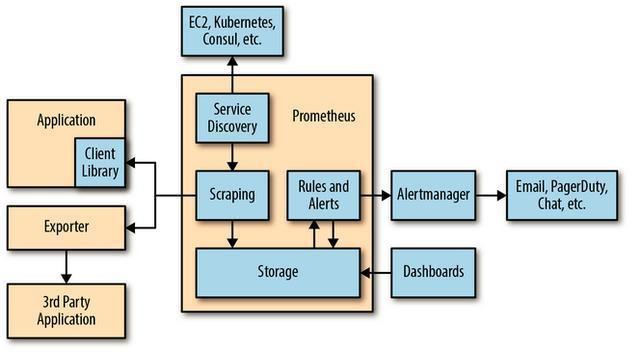 EC2, Kubernetes,
Consul, etc.
Application
Client
Library
Service
Discovery
Prometheus
Scraping
Rules and
Alerts
Alertmanager
Email, PagerDuty,
Chat, etc.
Exporter
Storage
Dashboards
3rd Party
Application